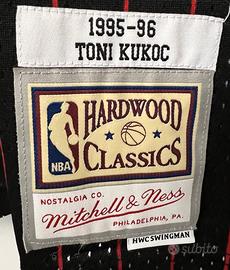 1995-96
TONI KUKOC
HARDWOOD
NBA
CLASSICS
NOSTALGIA CO.
Mitchell & Ness
PHILADELPHIA, PA.
HWC SWINGMAN
subito